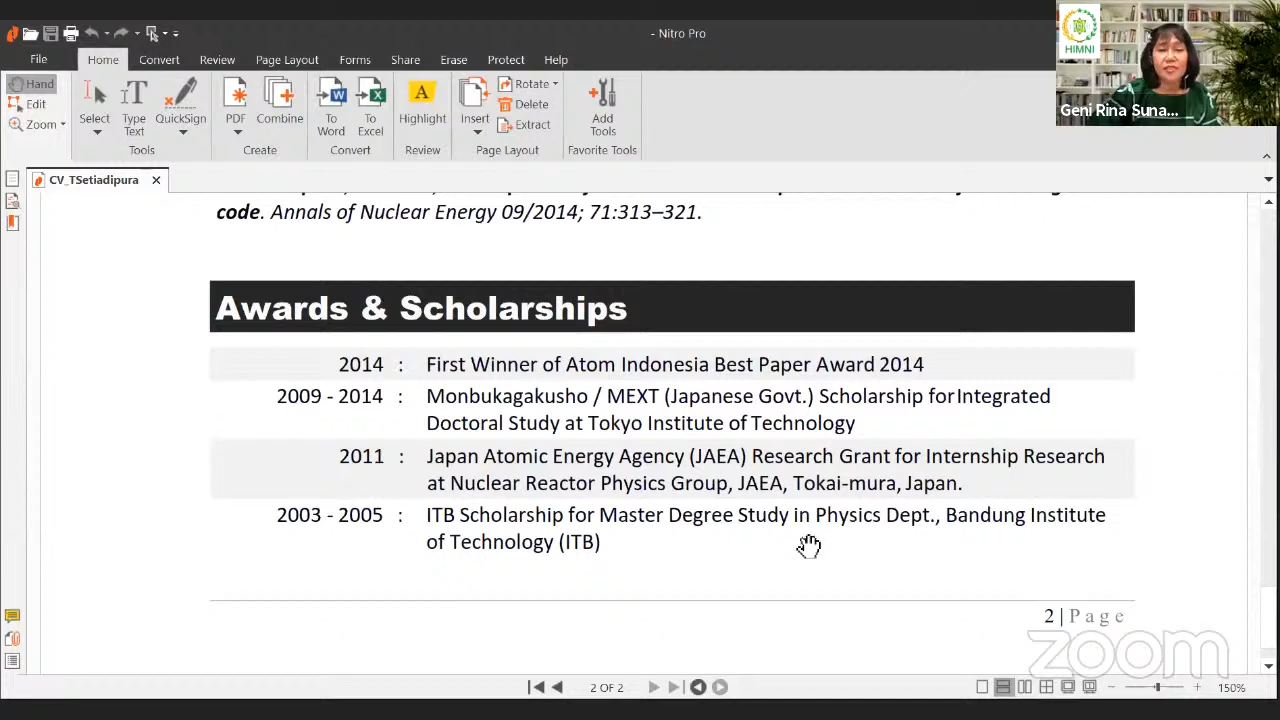 - Nitro Pro
HIMNI
Geni Rina Suna...
File
Home
Convert
Review
Page Layout
Forms
Share
Erase
Protect
Help
Hand
Edit
Zoom
Select
Type Text
QuickSign
Tools
PDF
Combine
Create
To Word
To Excel
Convert
Highlight
Review
Insert
Rotate
Delete
Extract
Page Layout
Add Tools
Favorite Tools
CV_TSetiadipura
code. Annals of Nuclear Energy 09/2014; 71:313–321.
Awards & Scholarships
2014 : First Winner of Atom Indonesia Best Paper Award 2014
2009 - 2014 : Monbukagakusho / MEXT (Japanese Govt.) Scholarship for Integrated
Doctoral Study at Tokyo Institute of Technology
2011 : Japan Atomic Energy Agency (JAEA) Research Grant for Internship Research
at Nuclear Reactor Physics Group, JAEA, Tokai-mura, Japan.
2003 - 2005 : ITB Scholarship for Master Degree Study in Physics Dept., Bandung Institute
of Technology (ITB)
2 | Page
zoom
2 OF 2
150%